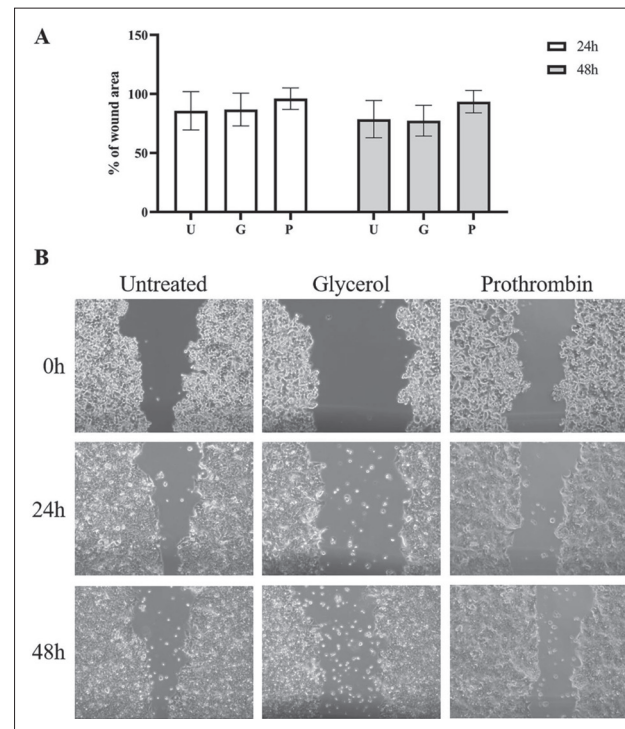 A
150
100
50
0
% of wound area
U G P U G P
24h
48h
B
Untreated Glycerol Prothrombin
0h
24h
48h